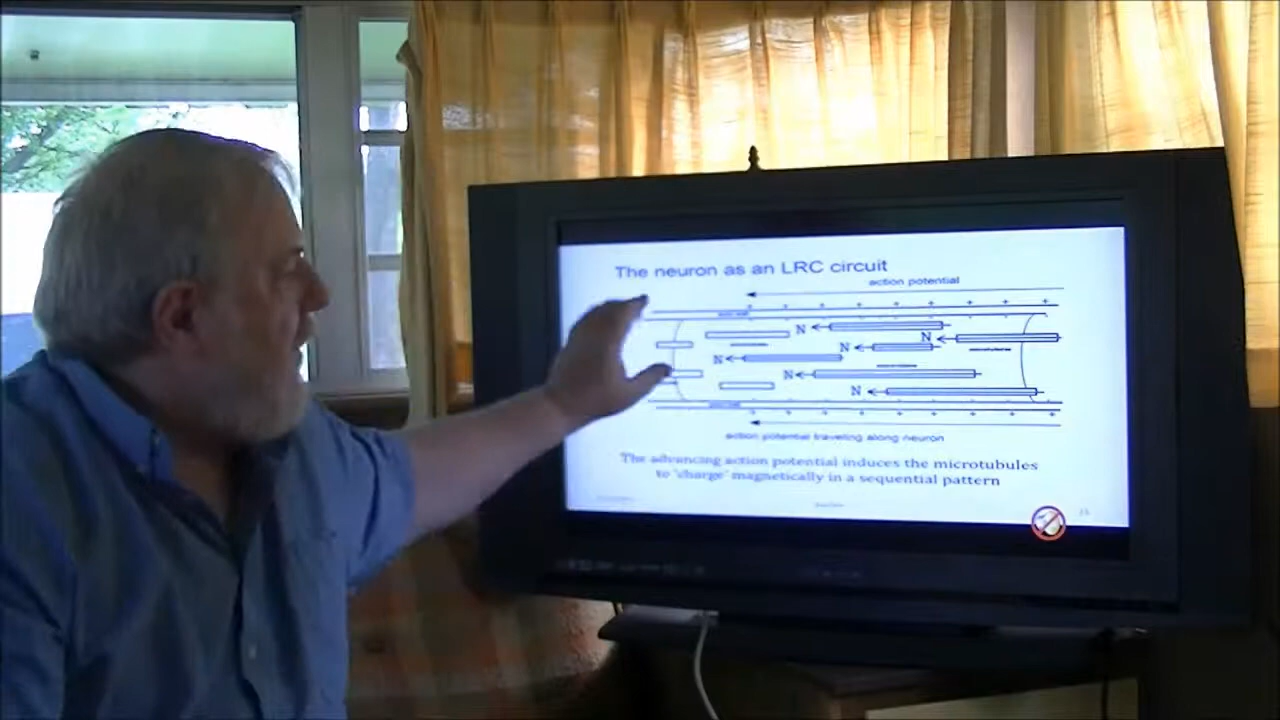 The neuron as an LRC circuit
action potential
N
N
N
N
N
N
action potential traveling along neuron
The advancing action potential induces the microtubules
to 'charge' magnetically in a sequential pattern